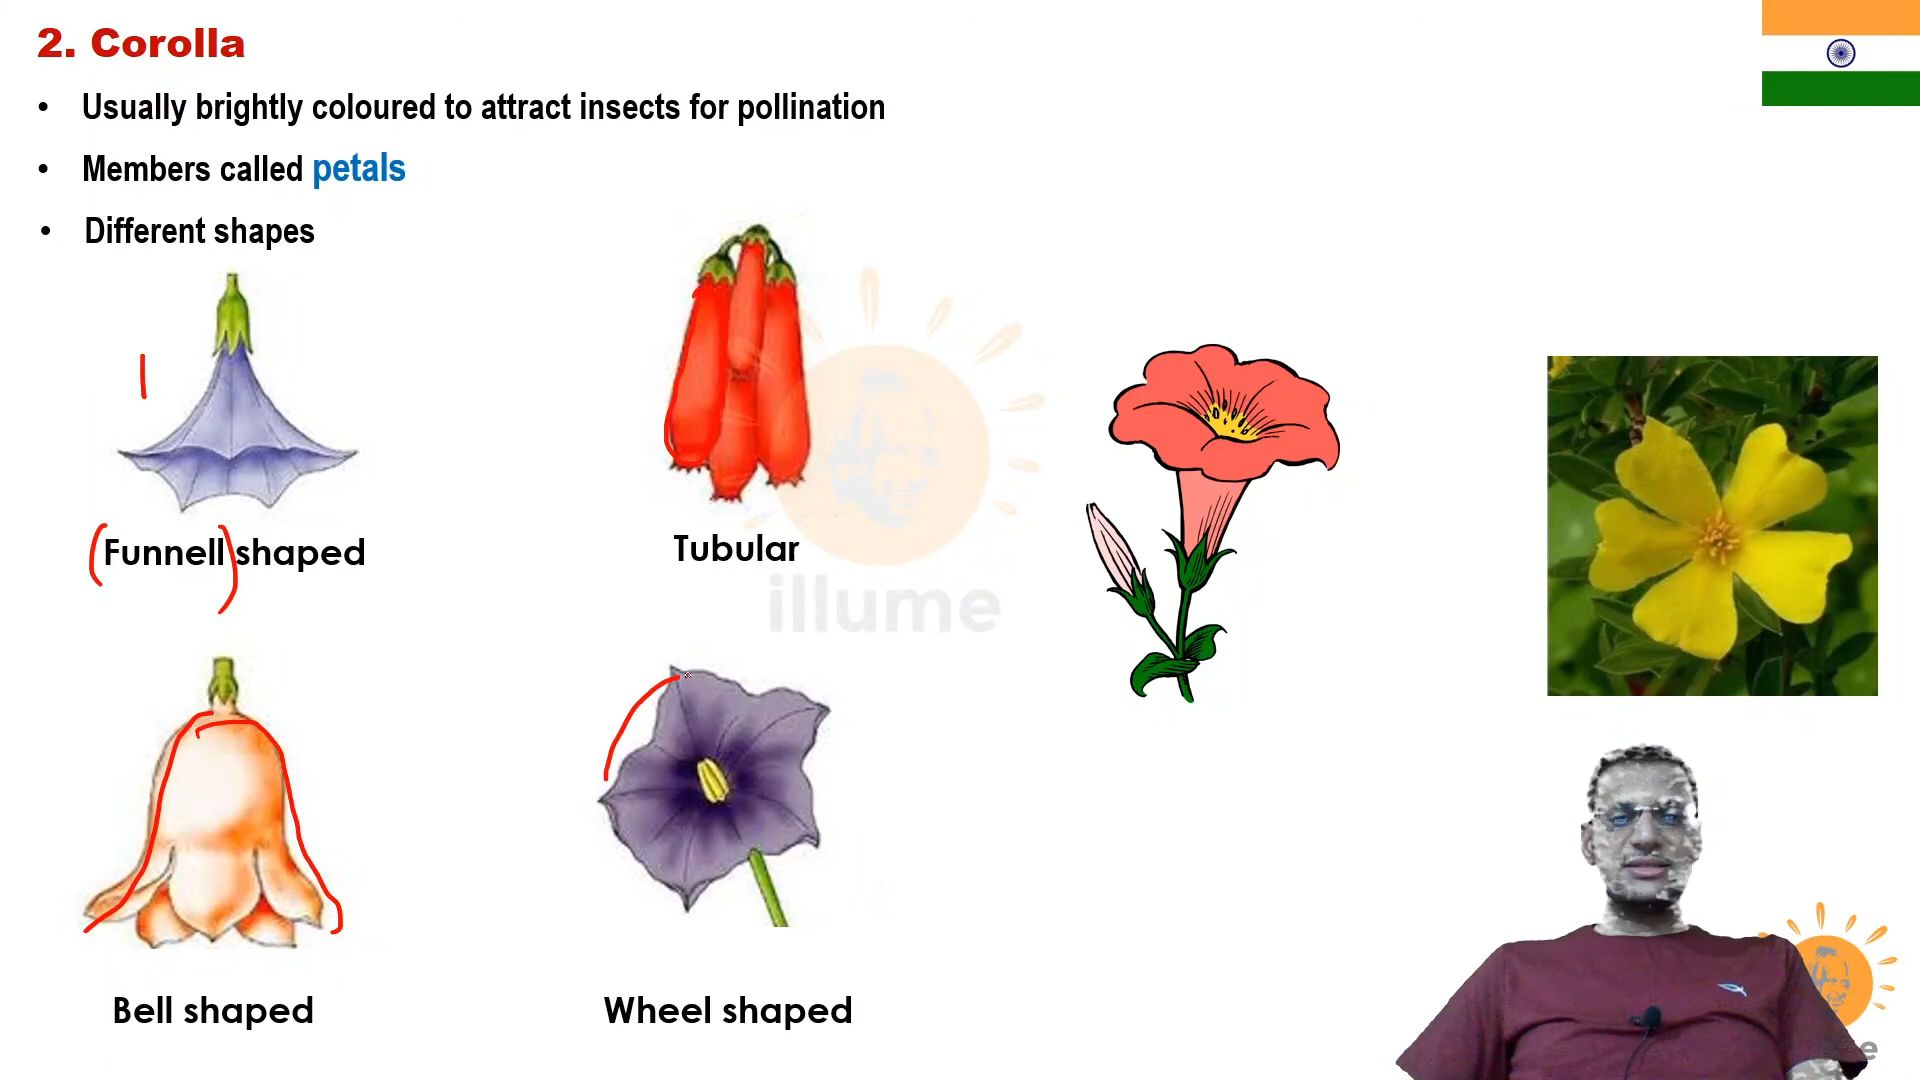 2. Corolla
• Usually brightly coloured to attract insects for pollination
• Members called petals
• Different shapes
Funnell shaped
Tubular
illume
Bell shaped
Wheel shaped